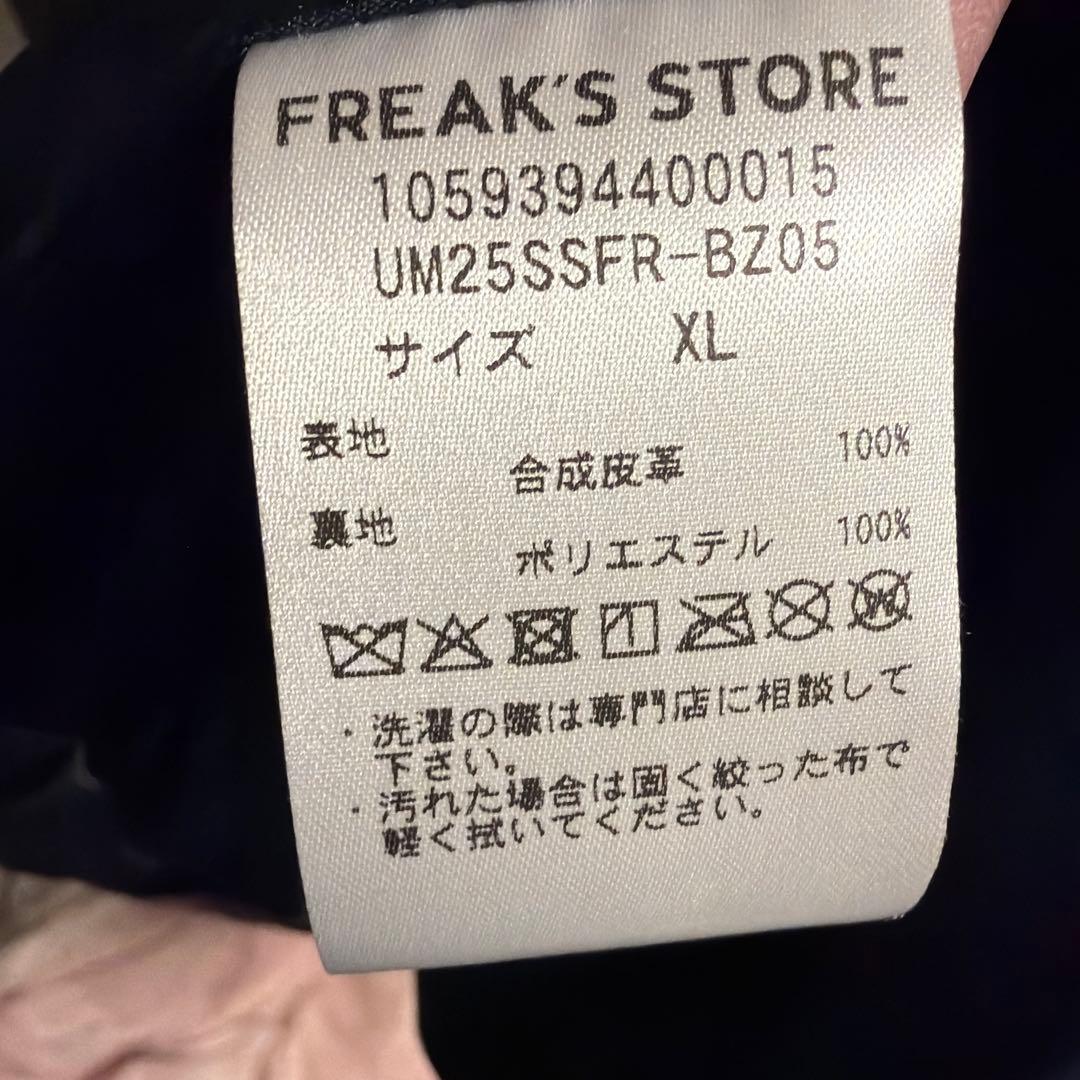 FREAK'S STORE
1059394400015
UM25SSFR-BZ05
サイズ XL
表地 合成皮革 100%
裏地 ポリエステル 100%
W
・洗濯の際は専門店に相談して
下さい。
・汚れた場合は固く絞った布で
軽く拭いてください。